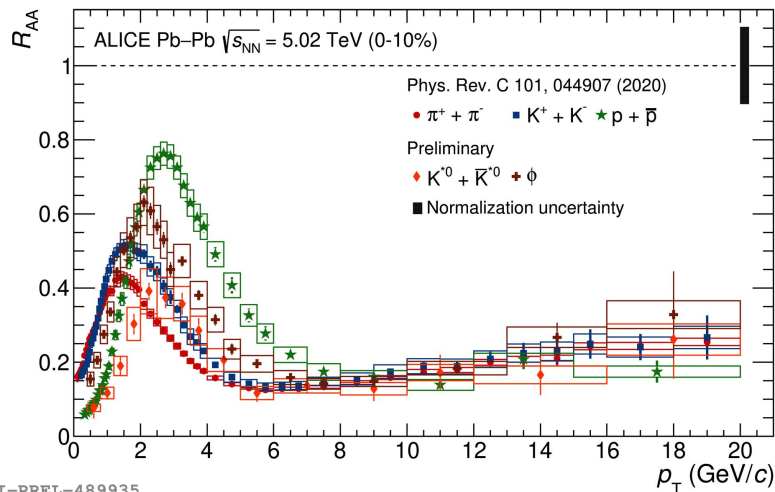 R_AA
ALICE Pb–Pb √s_NN = 5.02 TeV (0-10%)
1
Phys. Rev. C 101, 044907 (2020)
π⁺ + π⁻ K⁺ + K⁻ p + p̅
0.8
Preliminary
K*⁰ + K̅*⁰ ϕ
0.6
Normalization uncertainty
0.4
0.2
0
0 2 4 6 8 10 12 14 16 18 20
p_T (GeV/c)